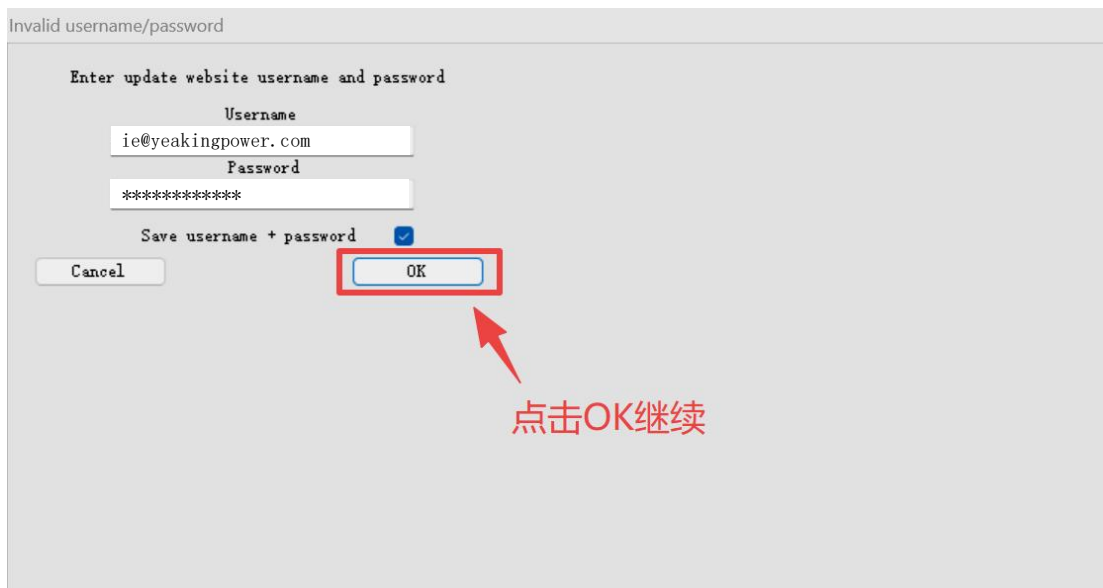 Invalid username/password
Enter update website username and password
Username
ie@yeakingpower.com
Password
************
Save username + password
Cancel
OK
点击OK继续